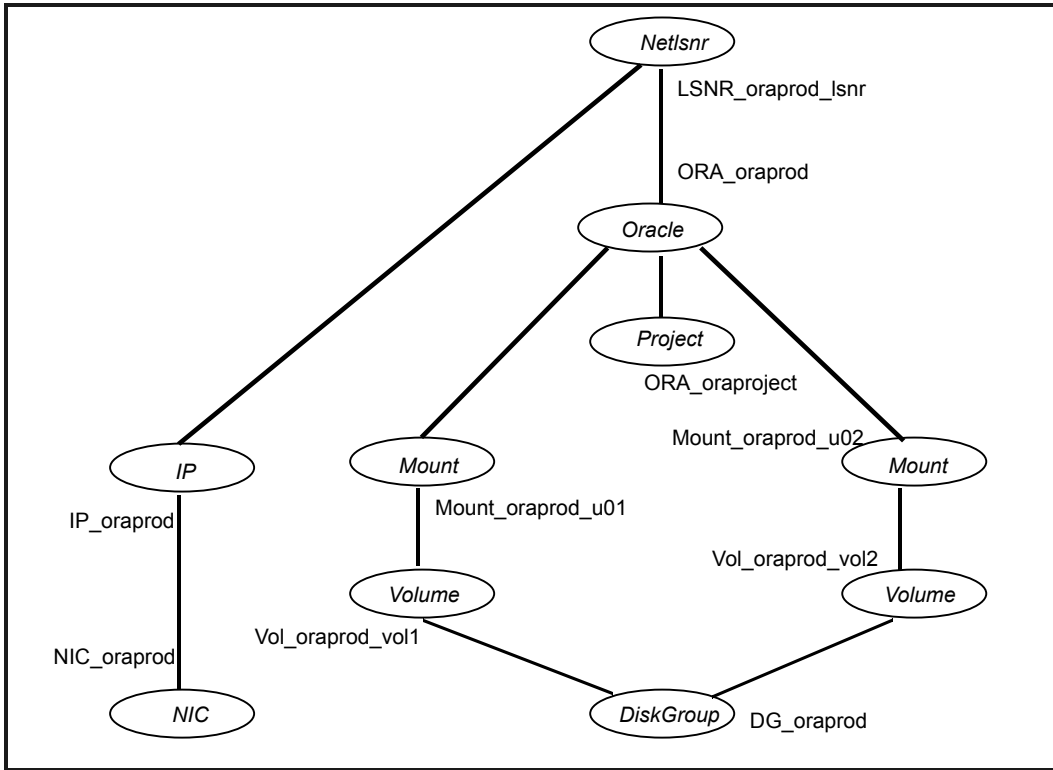 Netlsnr
LSNR_oraprod_lsnr
ORA_oraprod
Oracle
Project
ORA_oraproject
Mount_oraprod_u02
IP
Mount
Mount
IP_oraprod
Mount_oraprod_u01
Vol_oraprod_vol2
Volume
Volume
Vol_oraprod_vol1
NIC_oraprod
NIC
DiskGroup
DG_oraprod